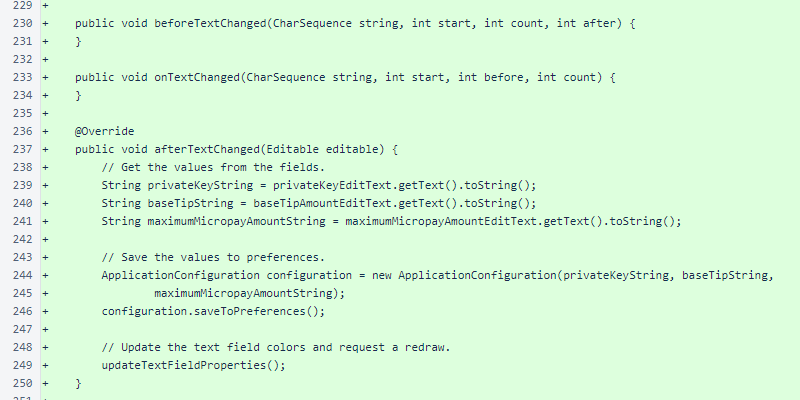 229 +
230 + public void beforeTextChanged(CharSequence string, int start, int count, int after) {
231 + }
232 +
233 + public void onTextChanged(CharSequence string, int start, int before, int count) {
234 + }
235 +
236 + @Override
237 + public void afterTextChanged(Editable editable) {
238 + // Get the values from the fields.
239 + String privateKeyString = privateKeyEditText.getText().toString();
240 + String baseTipString = baseTipAmountEditText.getText().toString();
241 + String maximumMicropayAmountString = maximumMicropayAmountEditText.getText().toString();
242 +
243 + // Save the values to preferences.
244 + ApplicationConfiguration configuration = new ApplicationConfiguration(privateKeyString, baseTipString,
245 + maximumMicropayAmountString);
246 + configuration.saveToPreferences();
247 +
248 + // Update the text field colors and request a redraw.
249 + updateTextFieldProperties();
250 + }